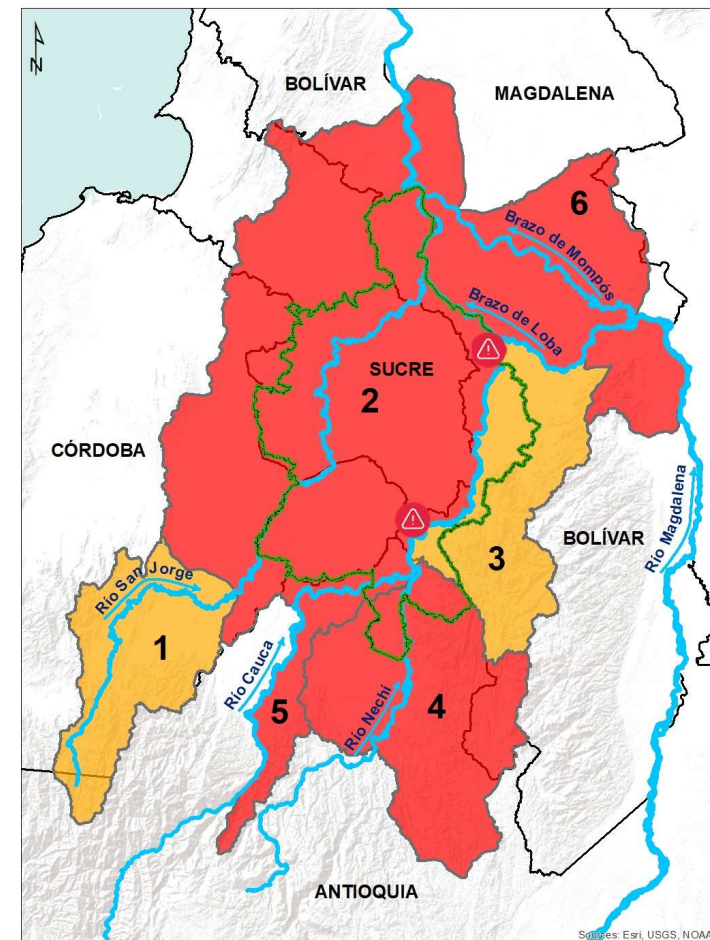 N
BOLÍVAR
MAGDALENA
6
Brazo de Mompós
Brazo de Loba
SUCRE
2
CÓRDOBA
BOLÍVAR
Río Magdalena
3
Río San Jorge
1
Río Cauca
5
Río Nechí
4
ANTIOQUIA
Sources: Esri, USGS, NOAA